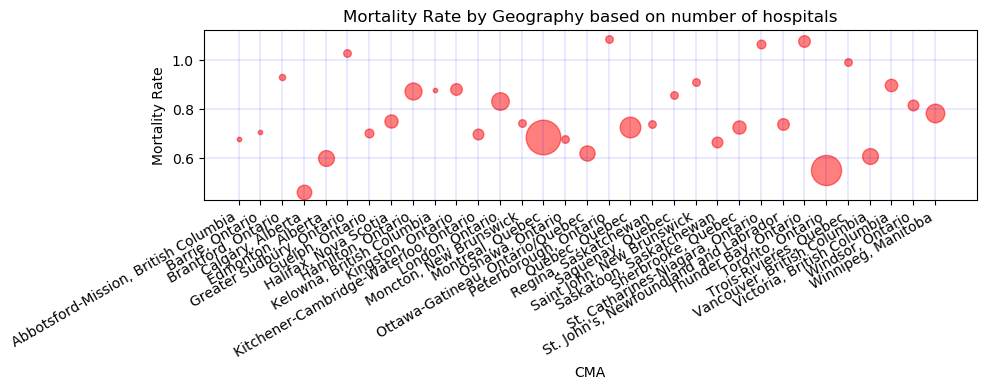 Mortality Rate by Geography based on number of hospitals
Mortality Rate
1.0
0.8
0.6
Abbotsford-Mission, British Columbia
Barrie, Ontario
Brantford, Ontario
Calgary, Alberta
Edmonton, Alberta
Greater Sudbury, Ontario
Guelph, Ontario
Halifax, Nova Scotia
Hamilton, Ontario
Kelowna, British Columbia
Kingston, Ontario
Kitchener-Cambridge-Waterloo, Ontario
London, Ontario
Moncton, New Brunswick
Montreal, Quebec
Oshawa, Ontario
Ottawa-Gatineau, Ontario/Quebec
Peterborough, Ontario
Quebec, Quebec
Regina, Saskatchewan
Saguenay, Quebec
Saint John, New Brunswick
Saskatoon, Saskatchewan
Sherbrooke, Quebec
St. Catharines-Niagara, Ontario
St. John's, Newfoundland and Labrador
Thunder Bay, Ontario
Toronto, Ontario
Trois-Rivieres, Quebec
Vancouver, British Columbia
Victoria, British Columbia
Windsor, Ontario
Winnipeg, Manitoba
CMA